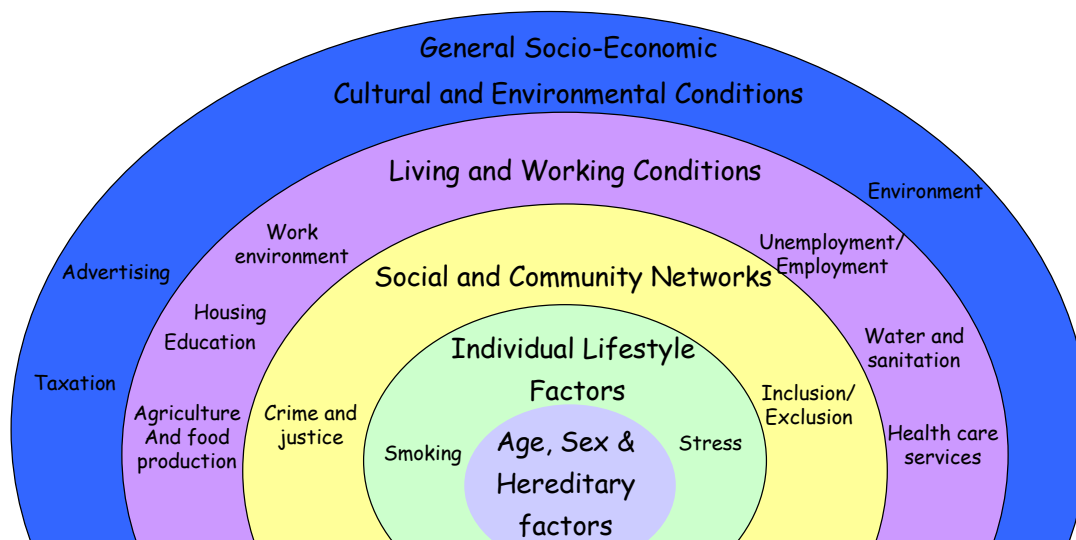 General Socio-Economic
Cultural and Environmental Conditions
Living and Working Conditions
Environment
Work
environment
Unemployment/
Employment
Advertising
Social and Community Networks
Housing
Education
Individual Lifestyle
Factors
Water and
sanitation
Taxation
Agriculture
And food
production
Crime and
justice
Inclusion/
Exclusion
Smoking
Age, Sex &
Hereditary
factors
Stress
Health care
services